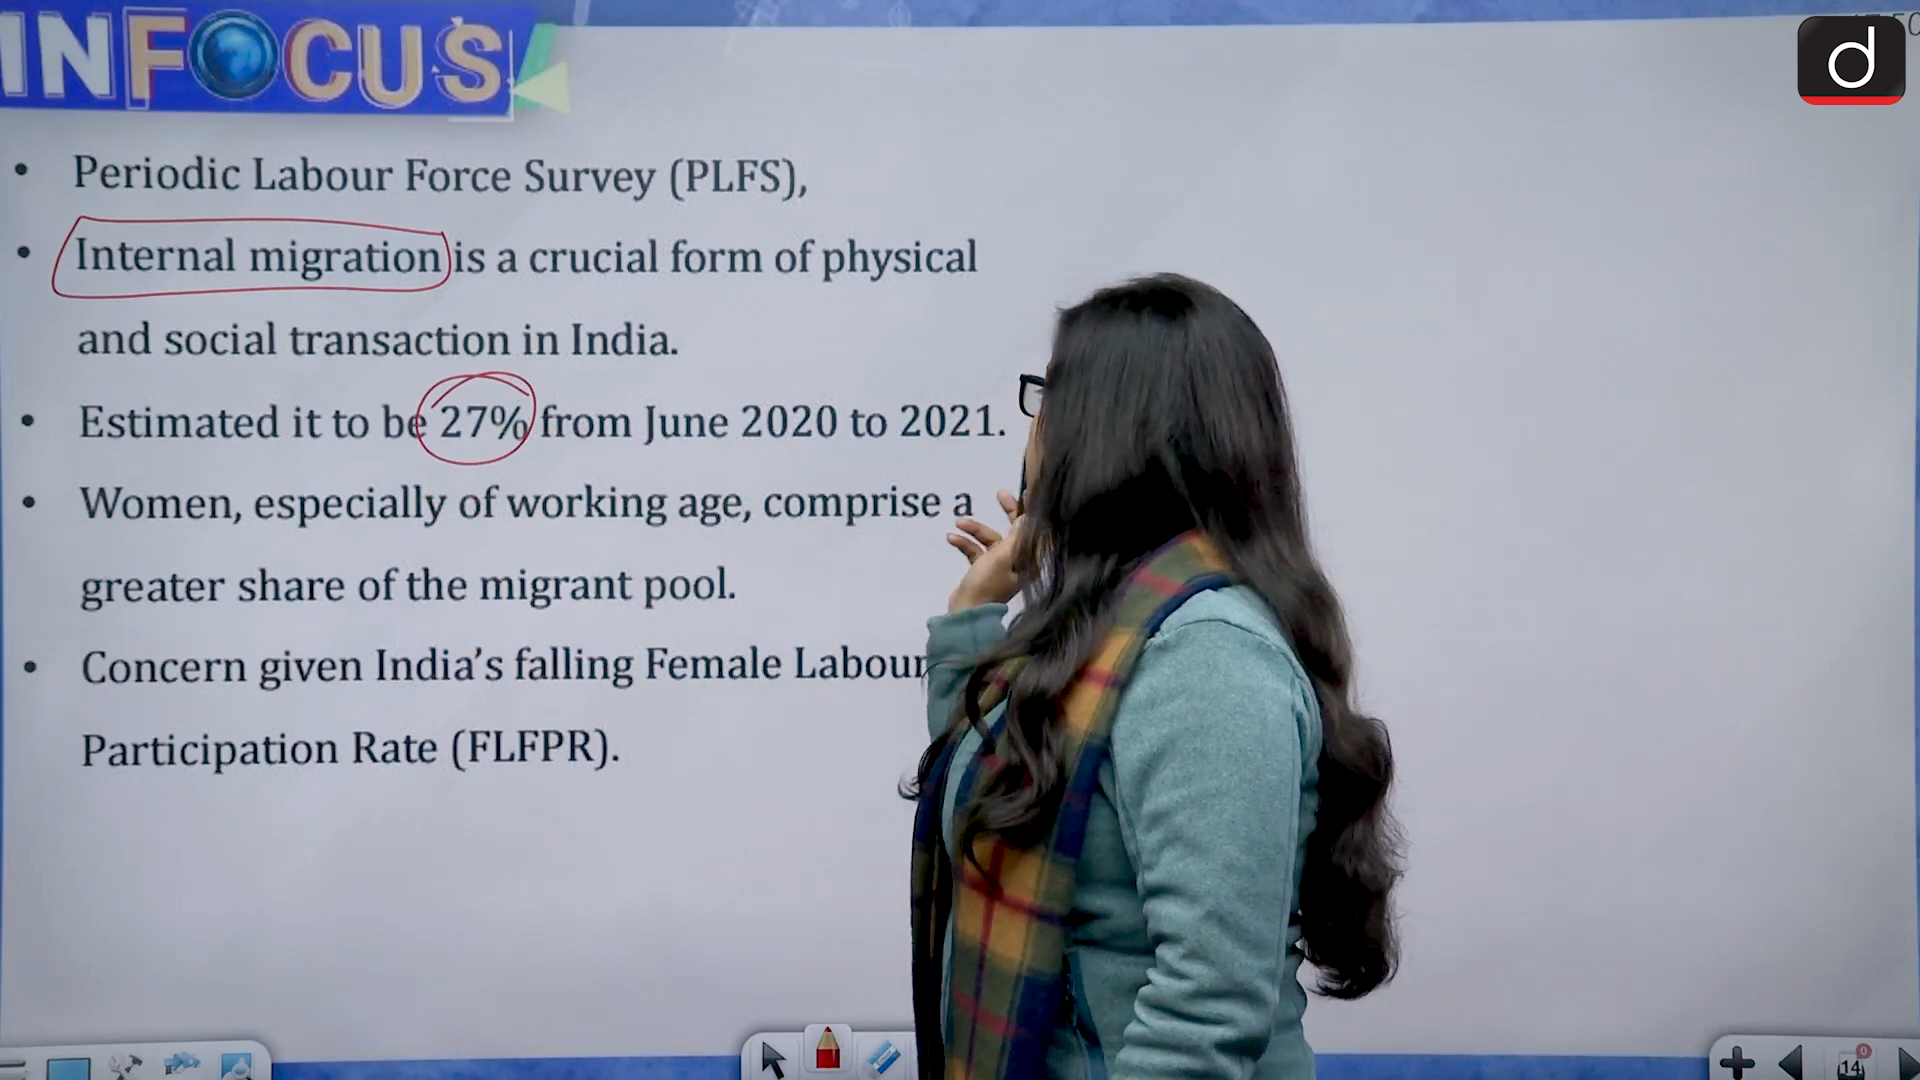 INFOCUS
d
• Periodic Labour Force Survey (PLFS),
• Internal migration is a crucial form of physical
and social transaction in India.
• Estimated it to be 27% from June 2020 to 2021.
• Women, especially of working age, comprise a
greater share of the migrant pool.
• Concern given India’s falling Female Labour
Participation Rate (FLFPR).
14